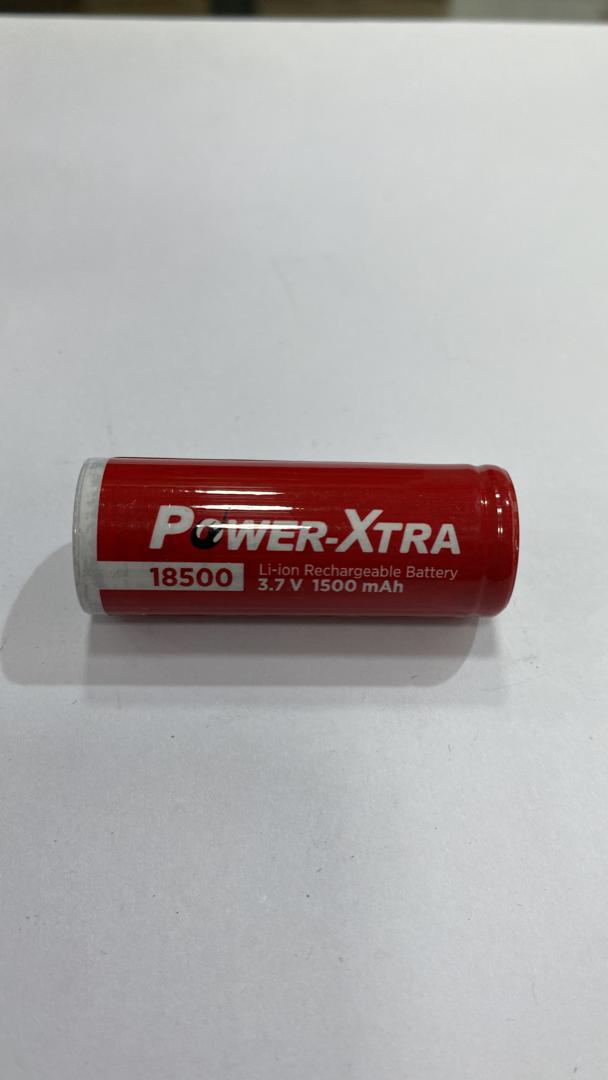 POWER-XTRA
18500
Li-ion Rechargeable Battery
3.7 V 1500 mAh